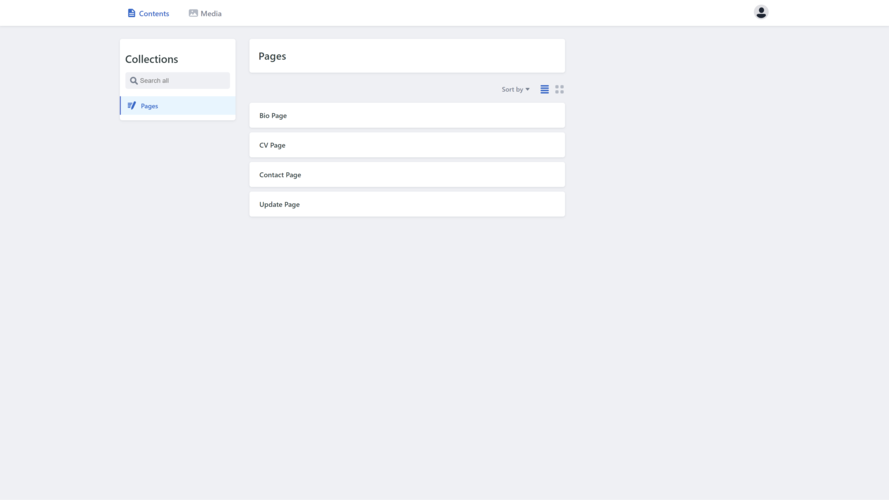 Contents
Media
Collections
Search all
Pages
Pages
Sort by
Bio Page
CV Page
Contact Page
Update Page